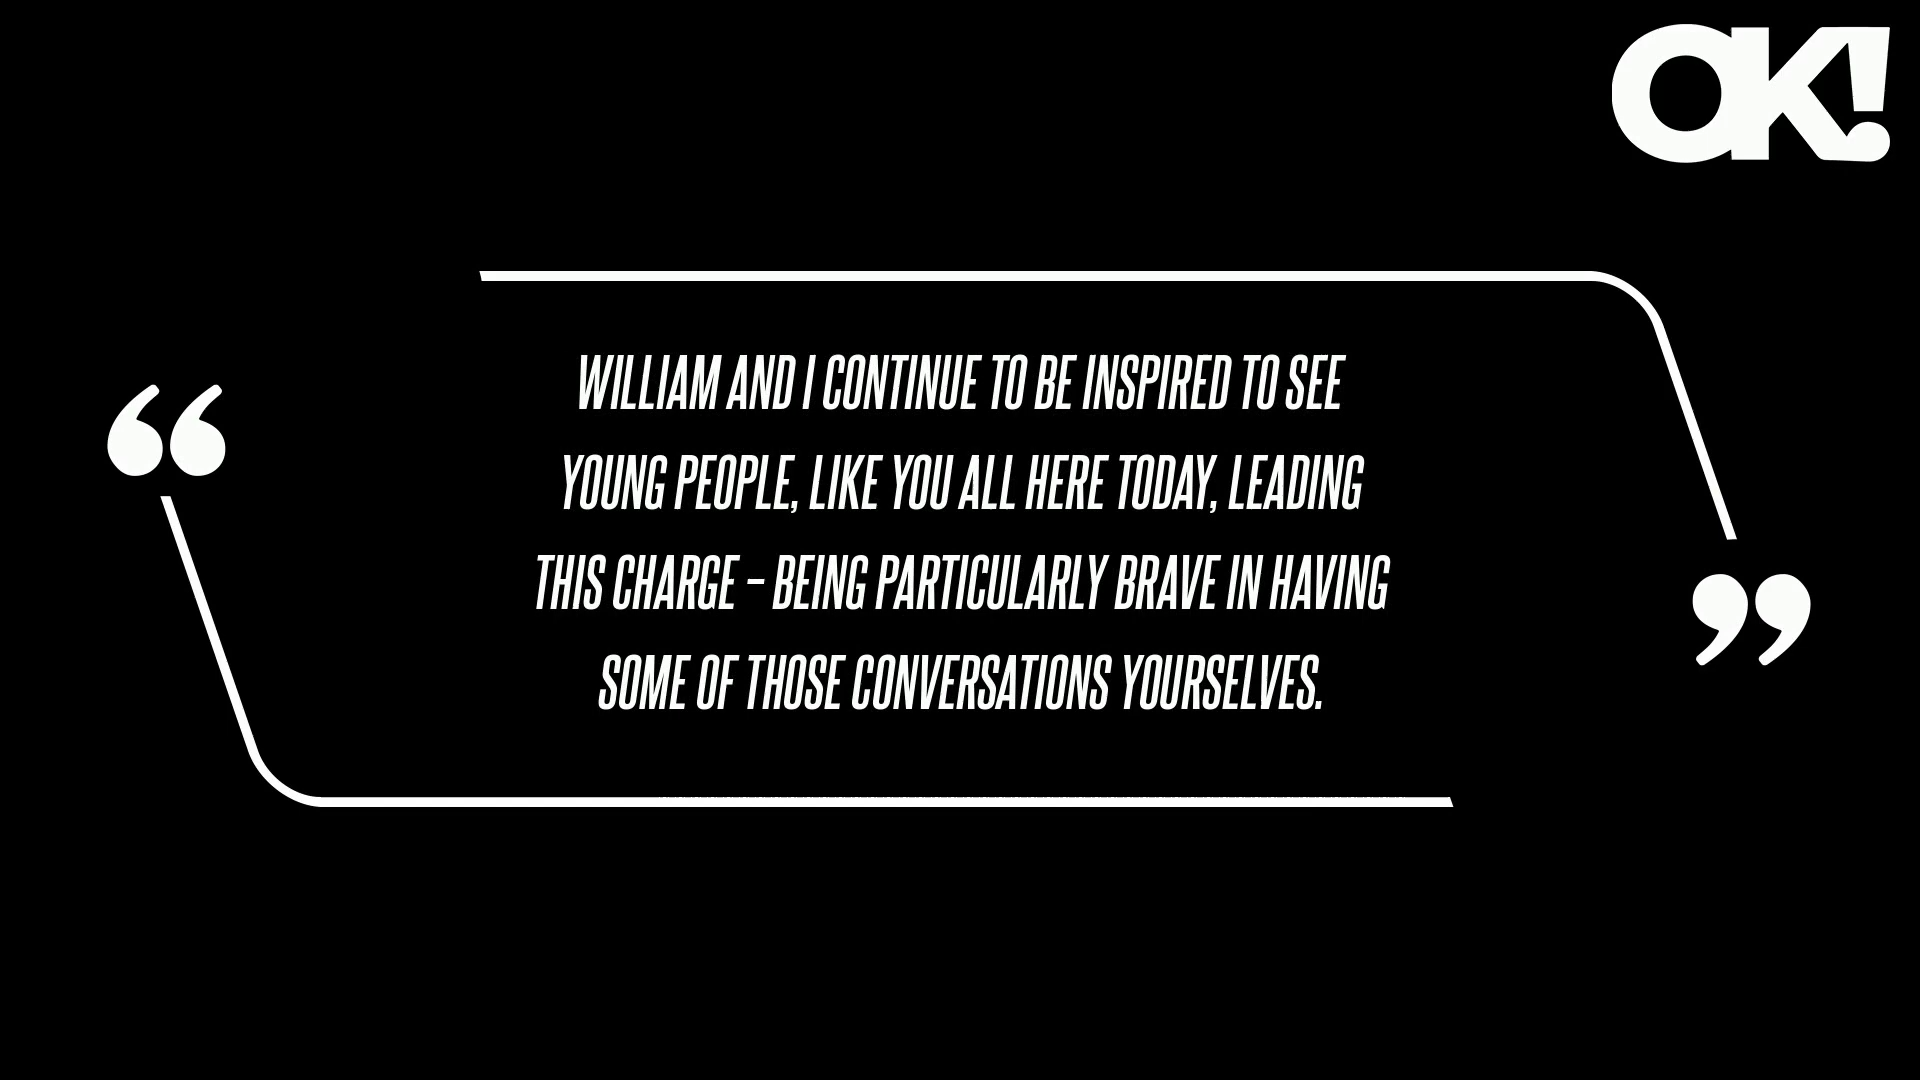 OK!
“
WILLIAM AND I CONTINUE TO BE INSPIRED TO SEE
YOUNG PEOPLE, LIKE YOU ALL HERE TODAY, LEADING
THIS CHARGE – BEING PARTICULARLY BRAVE IN HAVING
SOME OF THOSE CONVERSATIONS YOURSELVES.
”